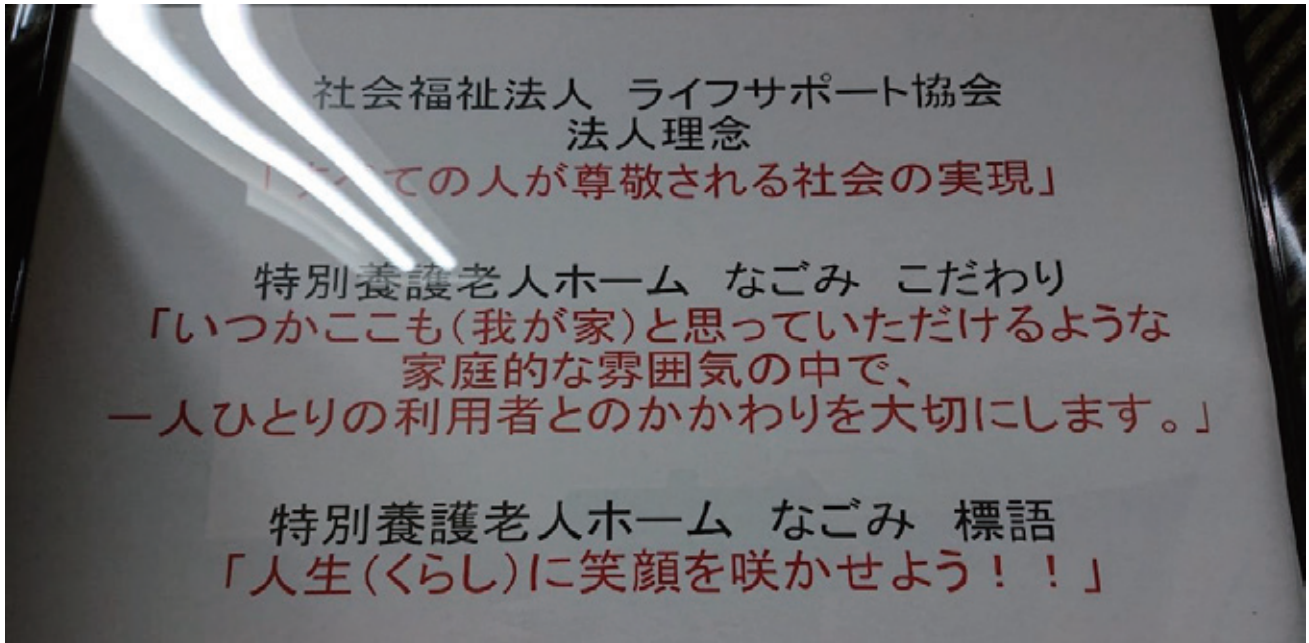 社会福祉法人 ライフサポート協会
法人理念
「すべての人が尊敬される社会の実現」
特別養護老人ホーム なごみ こだわり
「いつかここも(我が家)と思っていただけるような
家庭的な雰囲気の中で、
一人ひとりの利用者とのかかわりを大切にします。」
特別養護老人ホーム なごみ 標語
「人生(くらし)に笑顔を咲かせよう！！」